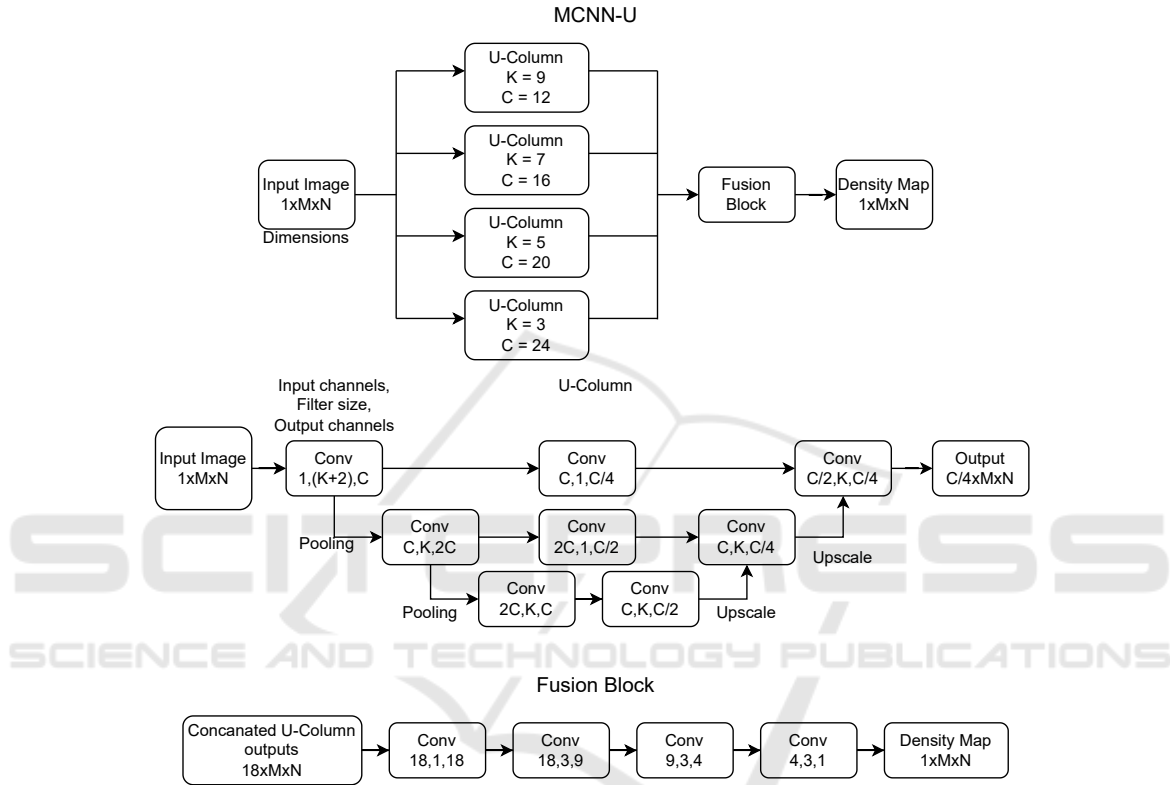 MCNN-U
U-Column
K = 9
C = 12
U-Column
K = 7
C = 16
Input Image
1xMxN
Dimensions
Fusion
Block
Density Map
1xMxN
U-Column
K = 5
C = 20
U-Column
K = 3
C = 24
U-Column
Input channels,
Filter size,
Output channels
Input Image
1xMxN
Conv
1,(K+2),C
Conv
C,1,C/4
Conv
C/2,K,C/4
Output
C/4xMxN
Pooling
Conv
C,K,2C
Conv
2C,1,C/2
Conv
C,K,C/4
Upscale
Pooling
Conv
2C,K,C
Conv
C,K,C/2
Upscale
SCITEPRESS
SCIENCE AND TECHNOLOGY PUBLICATIONS
Fusion Block
Concanated U-Column
outputs
18xMxN
Conv
18,1,18
Conv
18,3,9
Conv
9,3,4
Conv
4,3,1
Density Map
1xMxN